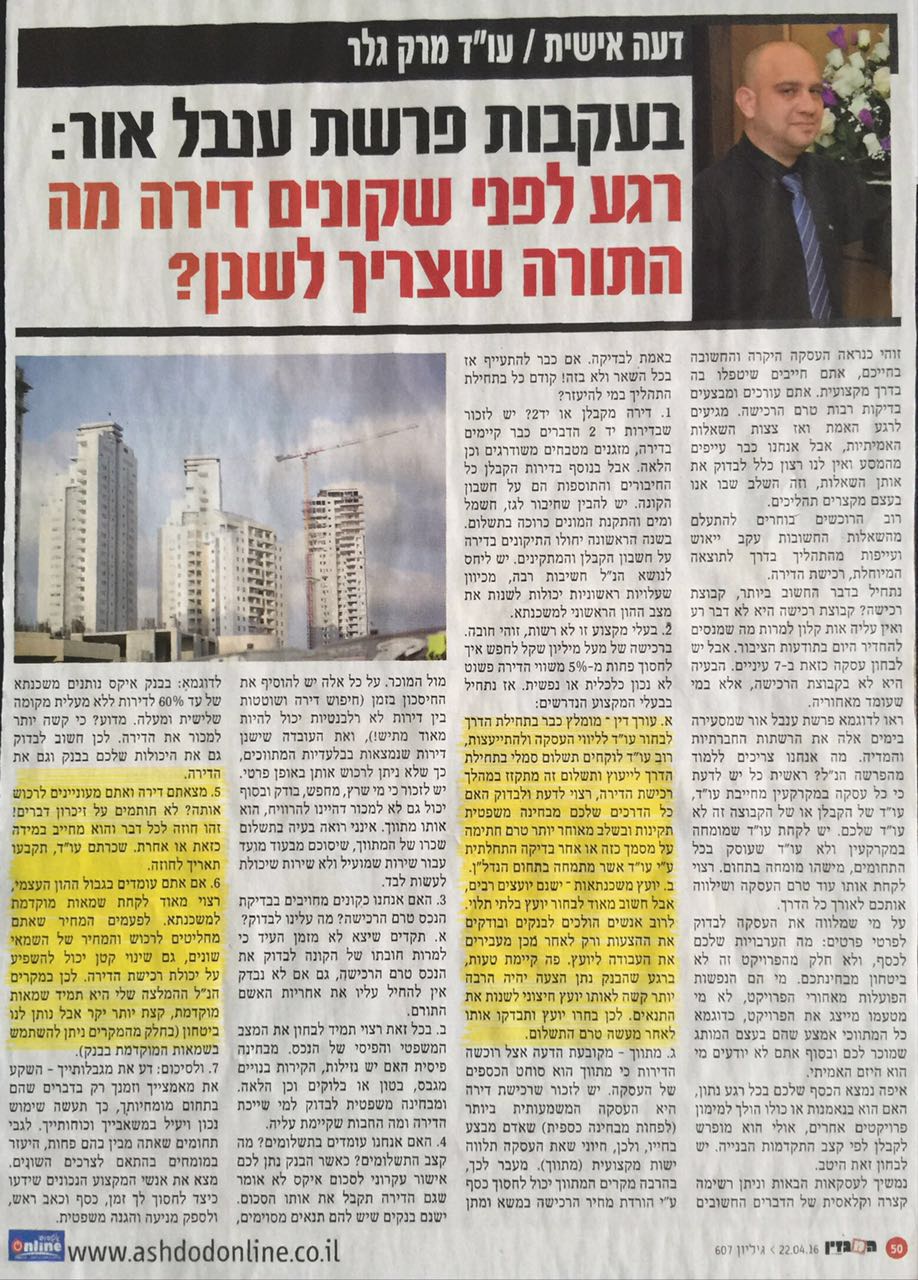 דעה אישית / עו"ד מרק גלר
בעקבות פרשת ענבל אור:
רגע לפני שקונים דירה מה
התורה שצריך לשנן?
זוהי כנראה העסקה היקרה והחשובה
בחייכם, אתם חייבים שיטפלו בה
בדרך מקצועית. אתם עורכים ומבצעים
בדיקות רבות טרם הרכישה. מגיעים
לרגע האמת ואז צצות השאלות
האמיתיות, אבל אנחנו כבר עייפים
מהמסע ואין לנו רצון כלל לבדוק את
אותן השאלות, וזה השלב שבו אנו
בעצם מקצרים תהליכים.
רוב הרוכשים בוחרים להתעלם
מהשאלות החשובות עקב ייאוש
ועייפות מהתהליך בדרך לתוצאה
המיוחלת, רכישת הדירה.
נתחיל בדבר החשוב ביותר, קבוצת
רכישה? קבוצת רכישה היא לא דבר רע
ואין עליה אות קלון למרות מה שמנסים
להחדיר היום בתודעות הציבור. אבל יש
לבחון עסקה כזאת ב-7 עיניים. הבעיה
היא לא בקבוצת הרכישה, אלא במי
שעומד מאחוריה.
ראו לדוגמא פרשת ענבל אור שמסעירה
בימים אלה את הרשתות החברתיות
והמדיה. מה אנחנו צריכים ללמוד
מהפרשה הנ"ל? ראשית כל יש לדעת
כי כל עסקה במקרקעין מחייבת עו"ד,
עו"ד של הקבלן או של הקבוצה זה לא
עו"ד שלכם. יש לקחת עו"ד שמומחה
במקרקעין ולא עו"ד שעוסק בכל
התחומים, מישהו מומחה בתחום. רצוי
לקחת אותו עוד טרם העסקה ושילווה
אותכם לאורך כל הדרך.
על מי שמלווה את העסקה לבדוק
לפרטי פרטים: מה הערבויות שלכם
לכסף, ולא חלק מהפרויקט זה לא
ביטחון מבחינתכם. מי הם הנפשות
הפועלות מאחורי הפרויקט, לא מי
מטעמו מייצג את הפרויקט, כדוגמא
כל המתווכי אמצע שהם בעצם המותג
שמוכר לכם ובסוף אתם לא יודעים מי
הוא היזם האמיתי.
איפה נמצא הכסף שלכם בכל רגע נתון,
האם הוא בנאמנות או כולו הולך למימון
פרויקטים אחרים, אולי הוא מופרש
לקבלן לפי קצב התקדמות הבנייה. יש
לבחון זאת היטב.
נמשיך לעסקאות הבאות וניתן רשימה
קצרה וקלאסית של הדברים החשובים
באמת לבדיקה. אם כבר להתעייף אז
בכל השאר ולא בזה! קודם כל בתחילת
התהליך במי להיעזר?
1. דירה מקבלן או יד2? יש לזכור
שבדירות יד 2 הדברים כבר קיימים
בדירה, מזגנים מטבחים משודרגים וכן
הלאה. אבל בנוסף בדירות הקבלן כל
החיבורים והתוספות הם על חשבון
הקונה. יש להבין שחיבור לגז, חשמל
ומים והתקנת המונים כרוכה בתשלום.
בשנה הראשונה יחולו התיקונים בדירה
על חשבון הקבלן והמתקינים. יש ליחס
לנושא הנ"ל חשיבות רבה, מכיוון
שעלויות ראשוניות יכולות לשנות את
מצב ההון הראשוני למשכנתא.
2. בעלי מקצוע זו לא רשות, זוהי חובה.
ברכישה של מעל מיליון שקל לחפש איך
לחסוך פחות מ-5% משווי הדירה פשוט
לא נכון כלכלית או נפשית. אז נתחיל
בבעלי המקצוע הנדרשים:
א. עורך דין - מומלץ כבר בתחילת הדרך
לבחור עו"ד לליווי העסקה ולהתייעצות,
רוב עו"ד לוקחים תשלום סמלי בתחילת
הדרך לייעוץ ותשלום זה מתקזז במהלך
רכישת הדירה, רצוי לדעת ולבדוק האם
כל הדרכים שלכם מבחינה משפטית
תקינות ובשלב מאוחר יותר טרם חתימה
על מסמך כזה או אחר בדיקה התחלתית
ע"י עו"ד אשר מתמחה בתחום הנדל"ן.
ב. יועץ משכנתאות - ישנם יועצים רבים,
אבל חשוב מאוד לבחור יועץ בלתי תלוי.
לרוב אנשים הולכים לבנקים ובודקים
את ההצעות ורק לאחר מכן מעבירים
את העבודה ליועץ. פה קיימת טעות,
ברגע שהבנק נתן הצעה יהיה הרבה
יותר קשה לאותו יועץ חיצוני לשנות את
התנאים. לכן בחרו יועץ ותבדקו אותו
לאחר מעשה טרם התשלום.
ג. מתווך - מקובעת הדעה אצל רוכשה
הדירות כי מתווך הוא סוחט הכספים
של העסקה. יש לזכור שרכישת דירה
היא העסקה המשמעותית ביותר
(לפחות מבחינה כספית) שאדם מבצע
בחייו, ולכן, חיוני שאת העסקה תלווה
ישות מקצועית (מתווך). מעבר לכך,
בהרבה מקרים המתווך יכול לחסוך כסף
ע"י הורדת מחיר הרכישה במשא ומתן
מול המוכר. על כל אלה יש להוסיף את
החיסכון בזמן (חיפוש דירה ושוטטות
בין דירות לא רלבנטיות יכול להיות
מאוד מתיש!), ואת העובדה שישנן
דירות שנמצאות בבלעדיות המתווכים,
כך שלא ניתן לרכוש אותן באופן פרטי.
יש לזכור כי מי שרץ, מחפש, בודק ובסוף
יכול גם לא למכור דהיינו להרוויח, הוא
אותו מתווך. אינני רואה בעיה בתשלום
שכרו של המתווך, שיסוכם מבעוד מועד
עבור שירות שמועיל ולא שירות שיכולת
לעשות לבד.
3. האם אנחנו כקונים מחויבים בבדיקת
הנכס טרם הרכישה? מה עלינו לבדוק?
א. תקדים שיצא לא מזמן העיד כי
למרות חובתו של הקונה לבדוק את
הנכס טרם הרכישה, גם אם לא נבדק
אין להחיל עליו את אחריות האשם
התורם.
ב. בכל זאת רצוי תמיד לבחון את המצב
המשפטי והפיסי של הנכס. מבחינה
פיסית האם יש נזילות, הקירות בנויים
מגבס, בטון או בלוקים וכן הלאה.
ומבחינה משפטית לבדוק למי שייכת
הדירה ומה החבות שקיימת עליה.
4. האם אנחנו עומדים בתשלומים? מה
קצב התשלומים? כאשר הבנק נתן לכם
אישור עקרוני לסכום איקס לא אומר
שגם הדירה תקבל את אותו הסכום.
ישנם בנקים שיש להם תנאים מסוימים,
לדוגמא: בבנק איקס נותנים משכנתא
של עד 60% לדירות ללא מעלית מקומה
שלישית ומעלה. מדוע? כי קשה יותר
למכור את הדירה. לכן חשוב לבדוק
גם את היכולות שלכם בבנק וגם את
הדירה.
5. מצאתם דירה ואתם מעוניינים לרכוש
אותה? לא חותמים על זיכרון דברים!
זהו חוזה לכל דבר והוא מחייב במידה
כזאת או אחרת. שכרתם עו"ד, תקבעו
תאריך לחוזה.
6. אם אתם עומדים בגבול ההון העצמי,
רצוי מאוד לקחת שמאות מוקדמת
למשכנתא. לפעמים המחיר שאתם
מחליטים לרכוש והמחיר של השמאי
שונים, גם שינוי קטן יכול להשפיע
על יכולת רכישת הדירה. לכן במקרים
הנ"ל ההמלצה שלי היא תמיד שמאות
מוקדמת, קצת יותר יקר אבל נותן לנו
ביטחון (בחלק מהמקרים ניתן להשתמש
בשמאות המוקדמת בבנק).
7. ולסיכום: דע את מגבלותייך - השקע
את מאמצייך וזמנך רק בדברים שהם
בתחום מומחיותך, כך תעשה שימוש
נכון ויעיל במשאבייך וכוחותייך. לגבי
תחומים שאתה מבין בהם פחות, היעזר
במומחים בהתאם לצרכים השונים.
מצא את אנשי המקצוע הנכונים שידעו
כיצד לחסוך לך זמן, כסף וכאב ראש,
ולספק מניעה והגנה משפטית.
50 המגזין 22.04.16 > גיליון 607
www.ashdodonline.co.il
Online